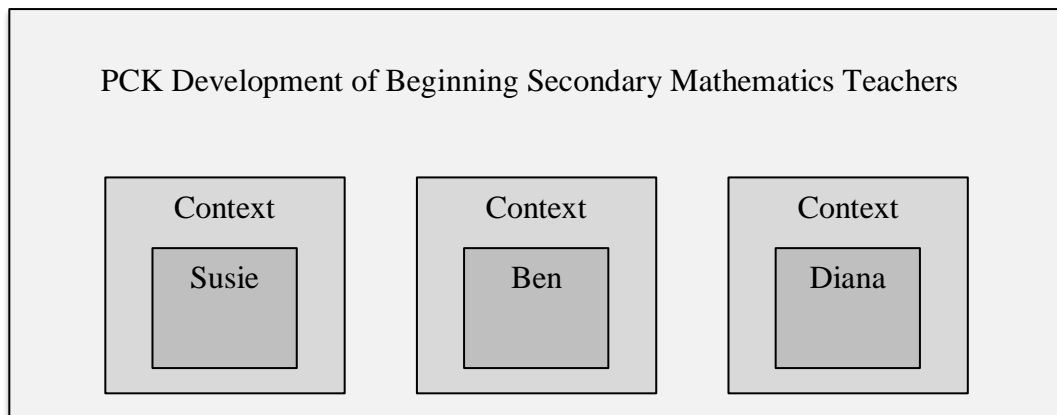 PCK Development of Beginning Secondary Mathematics Teachers
Context Context Context
Susie Ben Diana